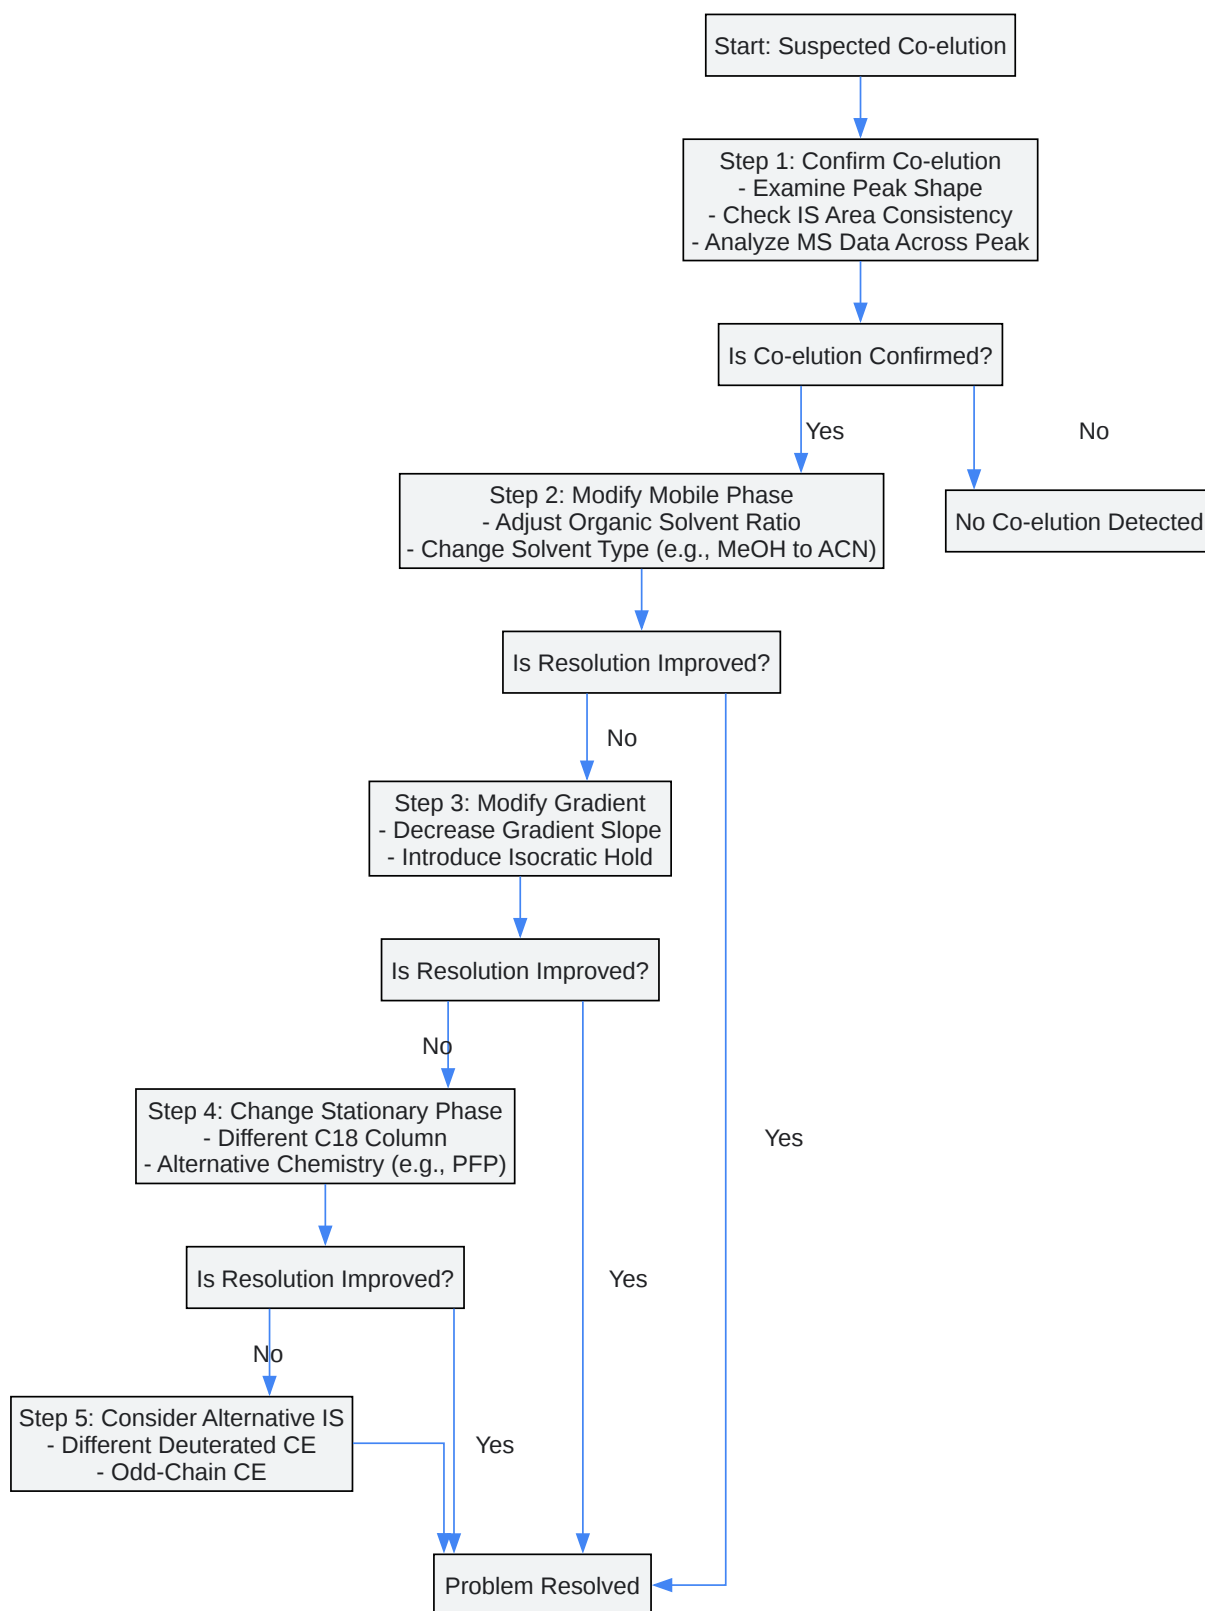 Start: Suspected Co-elution
Step 1: Confirm Co-elution
- Examine Peak Shape
- Check IS Area Consistency
- Analyze MS Data Across Peak
Is Co-elution Confirmed?
Yes
No
Step 2: Modify Mobile Phase
- Adjust Organic Solvent Ratio
- Change Solvent Type (e.g., MeOH to ACN)
No Co-elution Detected
Is Resolution Improved?
No
Step 3: Modify Gradient
- Decrease Gradient Slope
- Introduce Isocratic Hold
Is Resolution Improved?
No
Step 4: Change Stationary Phase
- Different C18 Column
- Alternative Chemistry (e.g., PFP)
Yes
Is Resolution Improved?
Yes
No
Step 5: Consider Alternative IS
- Different Deuterated CE
- Odd-Chain CE
Yes
Problem Resolved